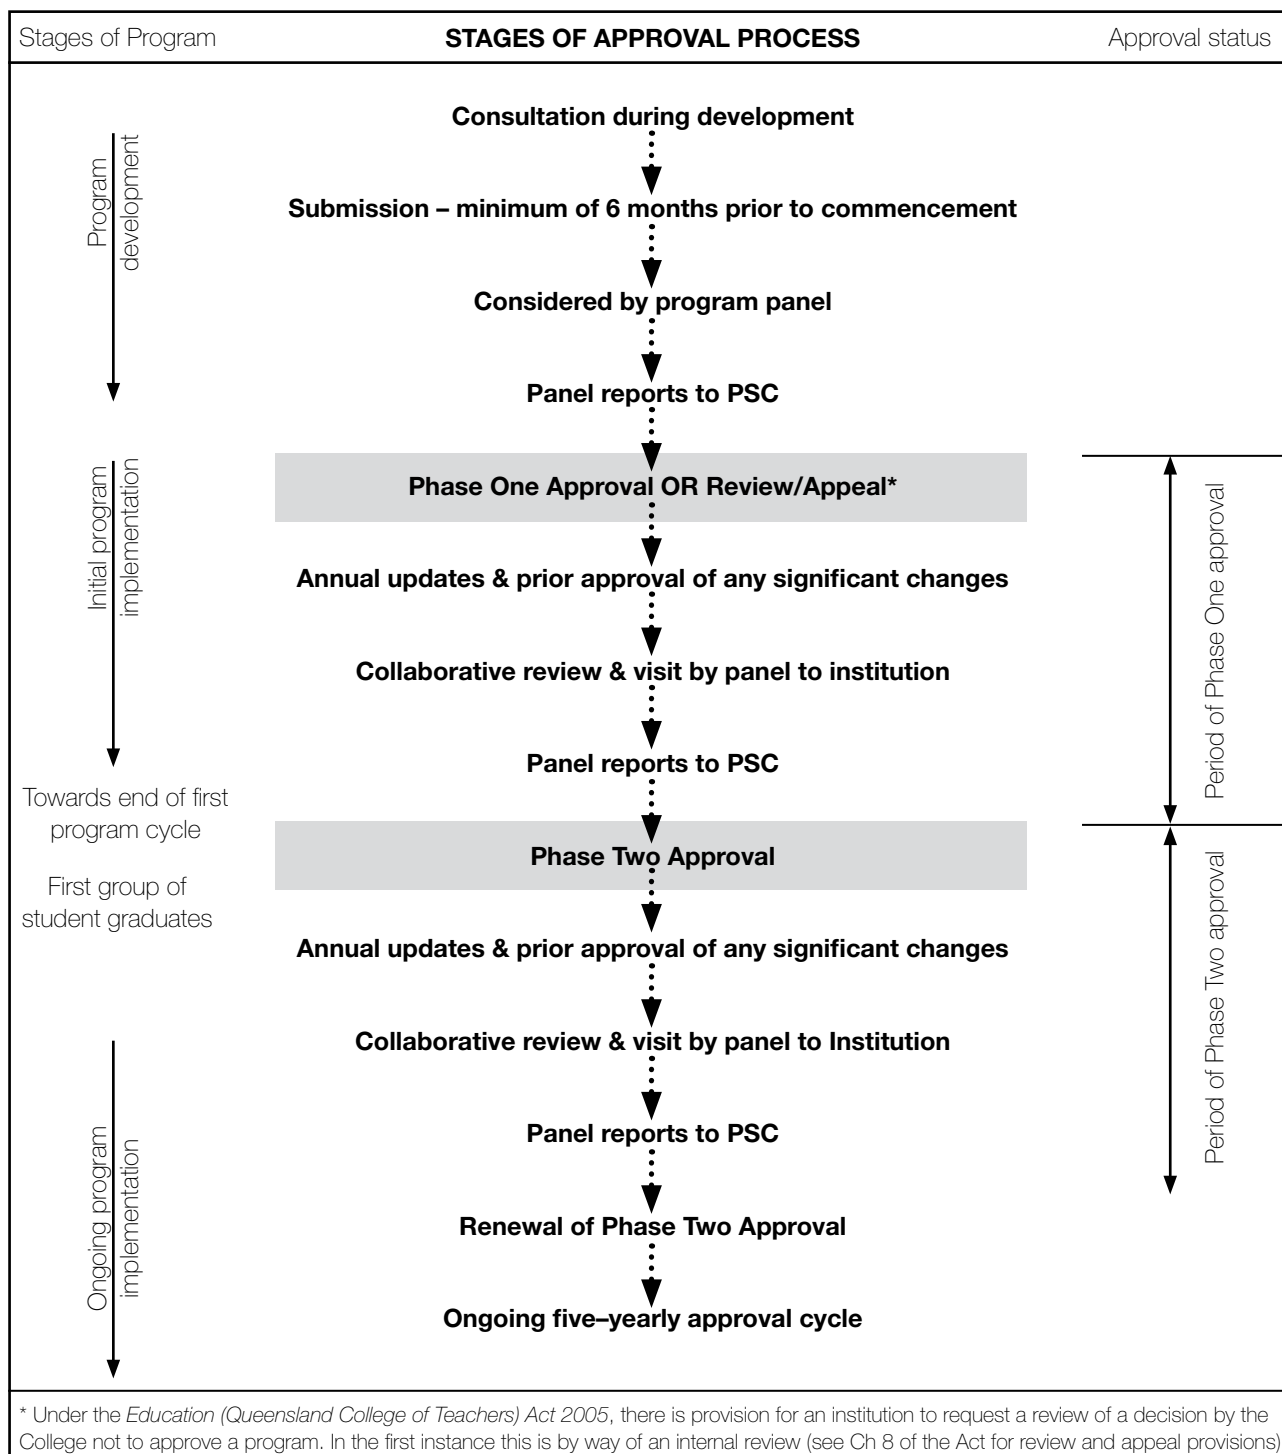 Stages of Program
STAGES OF APPROVAL PROCESS
Approval status
Program
development
Consultation during development
Submission – minimum of 6 months prior to commencement
Considered by program panel
Panel reports to PSC
Initial program
implementation
Phase One Approval OR Review/Appeal*
Annual updates & prior approval of any significant changes
Collaborative review & visit by panel to institution
Panel reports to PSC
Period of Phase One approval
Towards end of first
program cycle
First group of
student graduates
Phase Two Approval
Annual updates & prior approval of any significant changes
Collaborative review & visit by panel to Institution
Panel reports to PSC
Period of Phase Two approval
Ongoing program
implementation
Renewal of Phase Two Approval
Ongoing five–yearly approval cycle
* Under the Education (Queensland College of Teachers) Act 2005, there is provision for an institution to request a review of a decision by the
College not to approve a program. In the first instance this is by way of an internal review (see Ch 8 of the Act for review and appeal provisions)